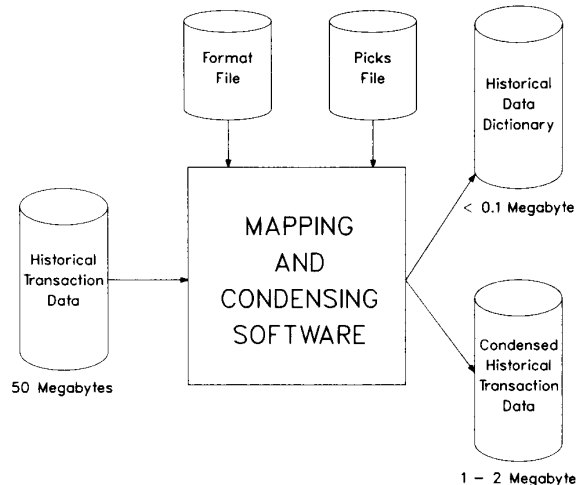 Format
File
Picks
File
Historical
Data
Dictionary
< 0.1 Megabyte
Historical
Transaction
Data
50 Megabytes
MAPPING
AND
CONDENSING
SOFTWARE
Condensed
Historical
Transaction
Data
1 – 2 Megabyte